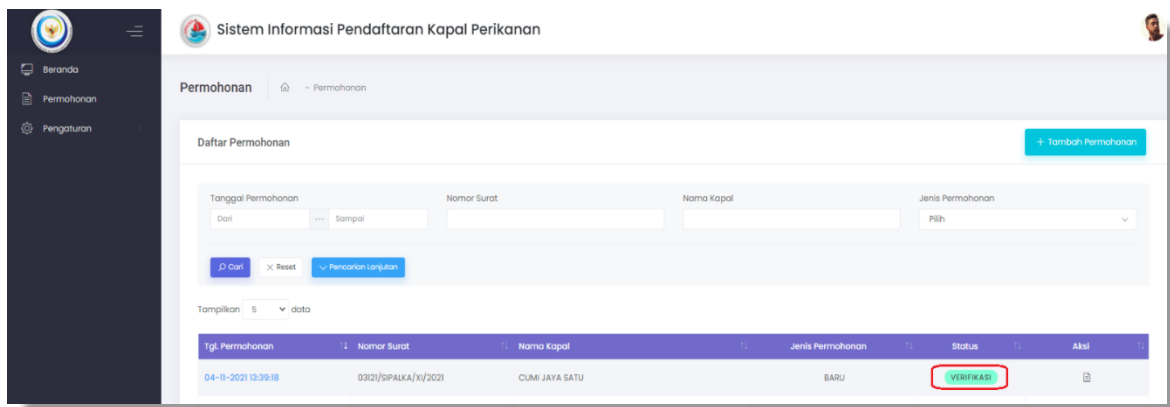 Sistem Informasi Pendaftaran Kapal Perikanan
Beranda
Permohonan
Pengaturan
Permohonan - Permohonan
Daftar Permohonan
+ Tambah Permohonan
Tanggal Permohonan Nomor Surat Nama Kapal Jenis Permohonan
Dari ... Sampai Pilih
Cari Reset Pencarian Lanjutan
Tampilkan 5 data
Tgl. Permohonan Nomor Surat Nama Kapal Jenis Permohonan Status Aksi
04-11-2021 13:39:18 03121/SIPALKA/XI/2021 CUMI JAYA SATU BARU VERIFIKASI